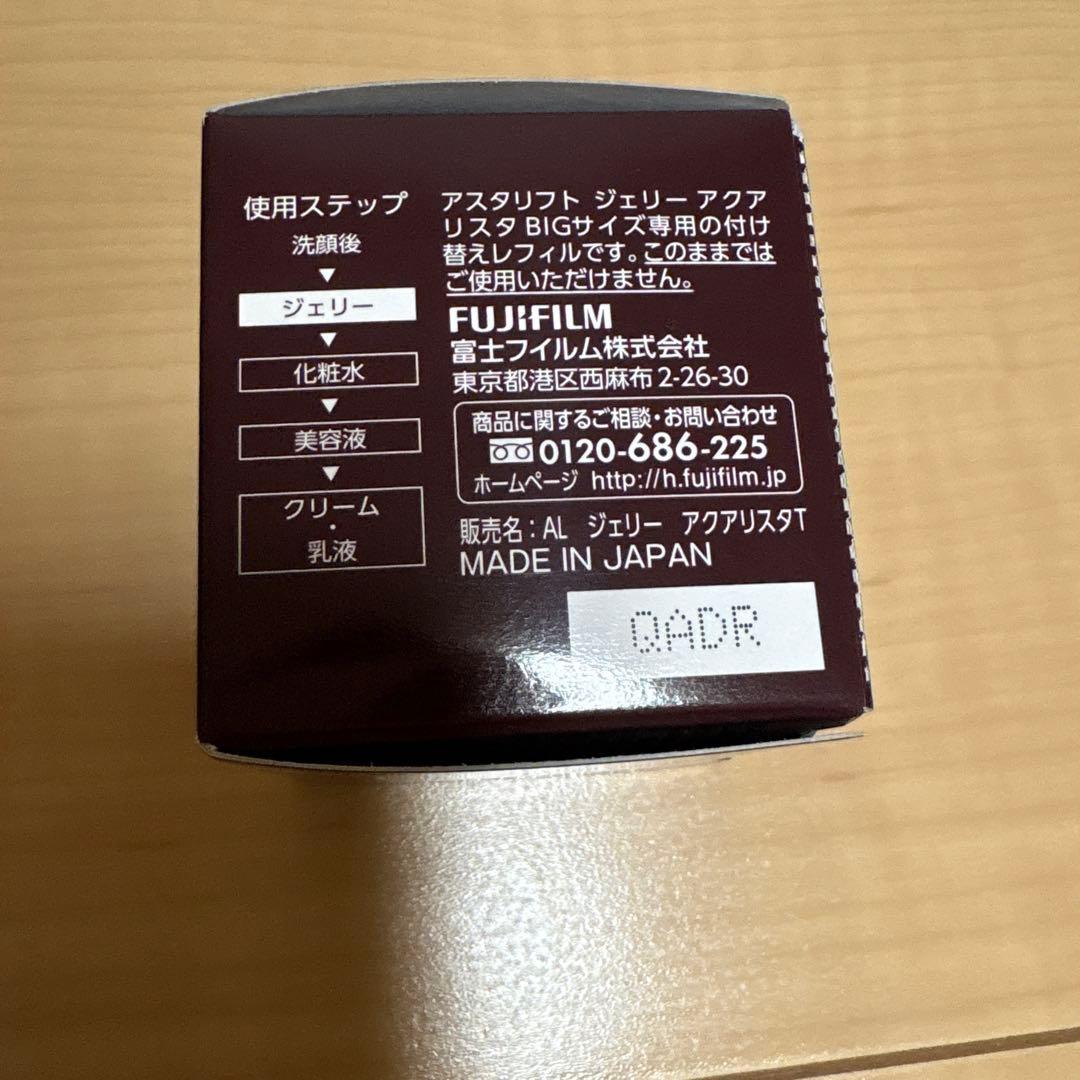 使用ステップ
洗顔後
▼
ジェリー
▼
化粧水
▼
美容液
▼
クリーム
・
乳液
アスタリフト ジェリー アクア
リスタ BIGサイズ専用の付け
替えレフィルです。このままでは
ご使用いただけません。
FUJIFILM
富士フイルム株式会社
東京都港区西麻布2-26-30
商品に関するご相談・お問い合わせ
0120-686-225
ホームページ http://h.fujifilm.jp
販売名：AL ジェリー アクアリスタT
MADE IN JAPAN
QADR